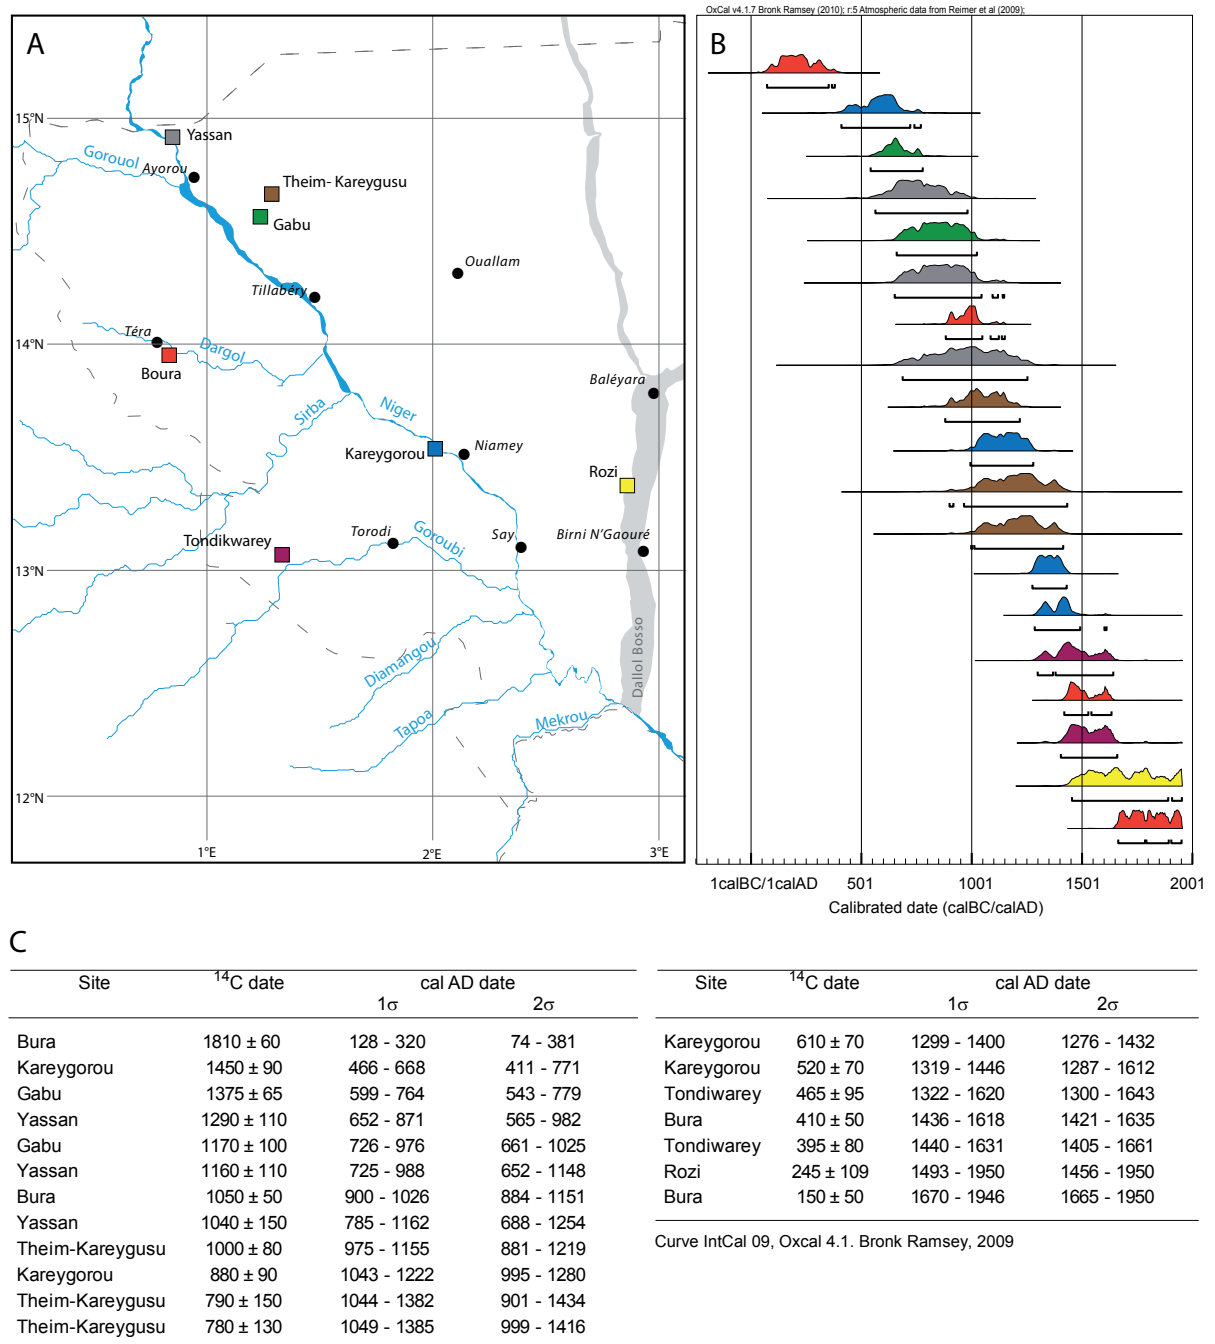 OxCal v4.1.7 Bronk Ramsey (2010); r:5 Atmospheric data from Reimer et al (2009);
A
B
15°N
14°N
13°N
12°N
1°E
2°E
3°E
Yassan
Gorouol
Ayorou
Theim- Kareygusu
Gabu
Ouallam
Tillabéry
Téra
Dargol
Boura
Baléyara
Sirba
Niger
Kareygorou
Niamey
Rozi
Torodi
Goroubi
Say
Birni N'Gaouré
Tondikwarey
Diamangou
Dallol Bosso
Tapoa
Mekrou
1calBC/1calAD 501 1001 1501 2001
Calibrated date (calBC/calAD)
C
Site 14C date cal AD date
1σ 2σ
Bura 1810 ± 60 128 - 320 74 - 381
Kareygorou 1450 ± 90 466 - 668 411 - 771
Gabu 1375 ± 65 599 - 764 543 - 779
Yassan 1290 ± 110 652 - 871 565 - 982
Gabu 1170 ± 100 726 - 976 661 - 1025
Yassan 1160 ± 110 725 - 988 652 - 1148
Bura 1050 ± 50 900 - 1026 884 - 1151
Yassan 1040 ± 150 785 - 1162 688 - 1254
Theim-Kareygusu 1000 ± 80 975 - 1155 881 - 1219
Kareygorou 880 ± 90 1043 - 1222 995 - 1280
Theim-Kareygusu 790 ± 150 1044 - 1382 901 - 1434
Theim-Kareygusu 780 ± 130 1049 - 1385 999 - 1416
Site 14C date cal AD date
1σ 2σ
Kareygorou 610 ± 70 1299 - 1400 1276 - 1432
Kareygorou 520 ± 70 1319 - 1446 1287 - 1612
Tondiwarey 465 ± 95 1322 - 1620 1300 - 1643
Bura 410 ± 50 1436 - 1618 1421 - 1635
Tondiwarey 395 ± 80 1440 - 1631 1405 - 1661
Rozi 245 ± 109 1493 - 1950 1456 - 1950
Bura 150 ± 50 1670 - 1946 1665 - 1950
Curve IntCal 09, Oxcal 4.1. Bronk Ramsey, 2009